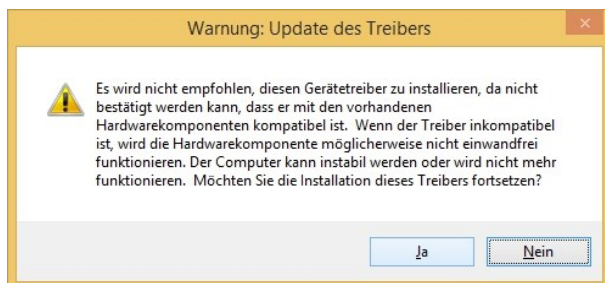 Warnung: Update des Treibers
Es wird nicht empfohlen, diesen Gerätetreiber zu installieren, da nicht
bestätigt werden kann, dass er mit den vorhandenen
Hardwarekomponenten kompatibel ist.  Wenn der Treiber inkompatibel
ist, wird die Hardwarekomponente möglicherweise nicht einwandfrei
funktionieren. Der Computer kann instabil werden oder wird nicht mehr
funktionieren.  Möchten Sie die Installation dieses Treibers fortsetzen?
Ja Nein